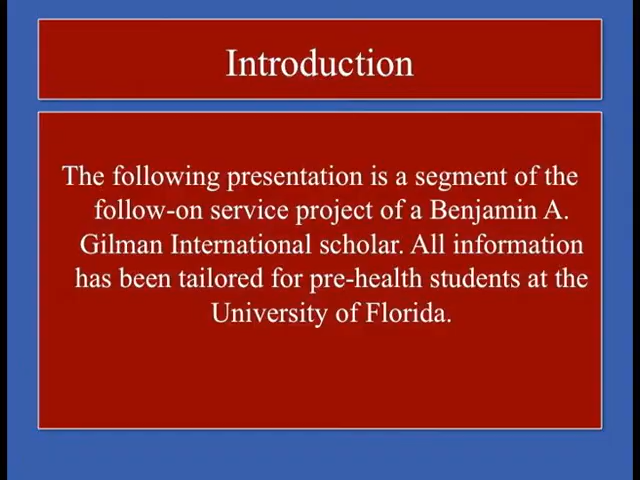 Introduction
The following presentation is a segment of the
follow-on service project of a Benjamin A.
Gilman International scholar. All information
has been tailored for pre-health students at the
University of Florida.